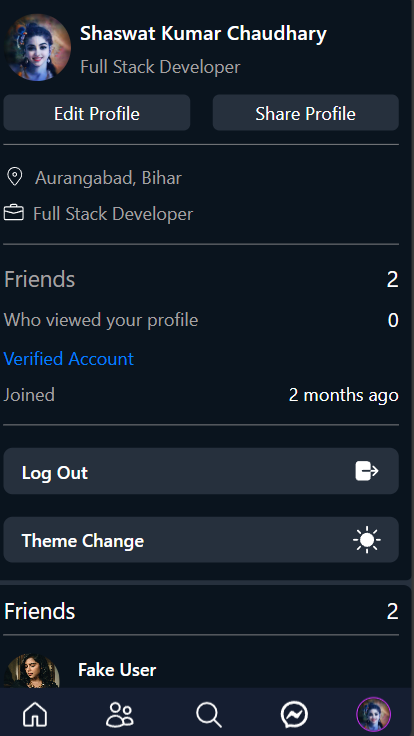 Shaswat Kumar Chaudhary
Full Stack Developer
Edit Profile
Share Profile
Aurangabad, Bihar
Full Stack Developer
Friends 2
Who viewed your profile 0
Verified Account
Joined 2 months ago
Log Out
Theme Change
Friends 2
Fake User